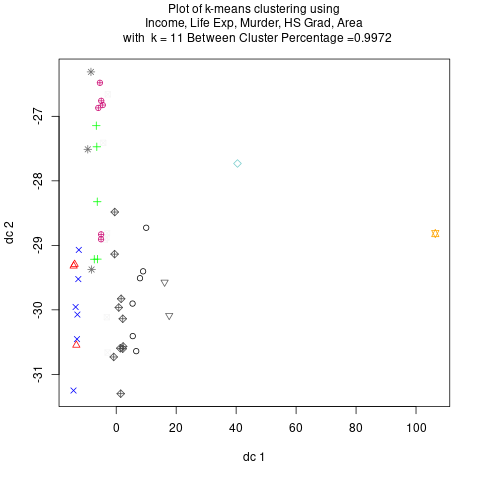 Plot of k-means clustering using
Income, Life Exp, Murder, HS Grad, Area
with k = 11 Between Cluster Percentage =0.9972
-27
-28
-29
-30
-31
dc 2
0
20
40
60
80
100
dc 1